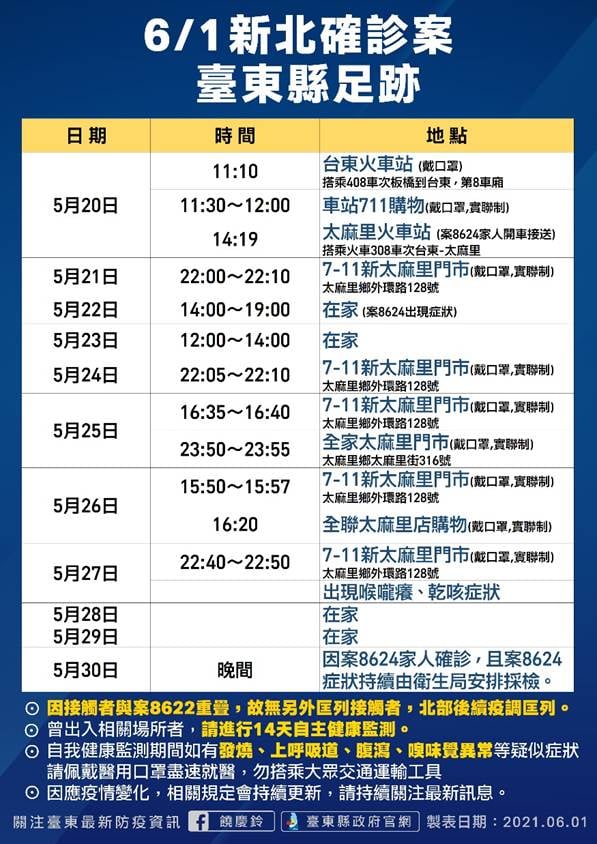 6/1新北確診案
臺東縣足跡
日期 時間 地點
5月20日
11:10 台東火車站 (戴口罩)
搭乘408車次板橋到台東，第8車廂
11:30～12:00 車站711購物(戴口罩,實聯制)
14:19 太麻里火車站 (案8624家人開車接送)
搭乘火車308車次台東-太麻里
5月21日 22:00～22:10 7-11新太麻里門市(戴口罩,實聯制)
太麻里鄉外環路128號
5月22日 14:00～19:00 在家 (案8624出現症狀)
5月23日 12:00～14:00 在家
5月24日 22:05～22:10 7-11新太麻里門市(戴口罩,實聯制)
太麻里鄉外環路128號
5月25日
16:35～16:40 7-11新太麻里門市(戴口罩,實聯制)
太麻里鄉外環路128號
23:50～23:55 全家太麻里門市(戴口罩,實聯制)
太麻里鄉太麻里街316號
5月26日
15:50～15:57 7-11新太麻里門市(戴口罩,實聯制)
太麻里鄉外環路128號
16:20 全聯太麻里店購物(戴口罩,實聯制)
5月27日
22:40～22:50 7-11新太麻里門市(戴口罩,實聯制)
太麻里鄉外環路128號
出現喉嚨癢、乾咳症狀
5月28日 在家
5月29日 在家
5月30日 晚間 因案8624家人確診，且案8624
症狀持續由衛生局安排採檢。
⊙ 因接觸者與案8622重疊，故無另外匡列接觸者，北部後續疫調匡列。
⊙ 曾出入相關場所者，請進行14天自主健康監測。
⊙ 自我健康監測期間如有發燒、上呼吸道、腹瀉、嗅味覺異常等疑似症狀
請佩戴醫用口罩盡速就醫，勿搭乘大眾交通運輸工具
⊙ 因應疫情變化，相關規定會持續更新，請持續關注最新訊息。
關注臺東最新防疫資訊 f 饒慶鈴 臺東縣政府官網 製表日期：2021.06.01